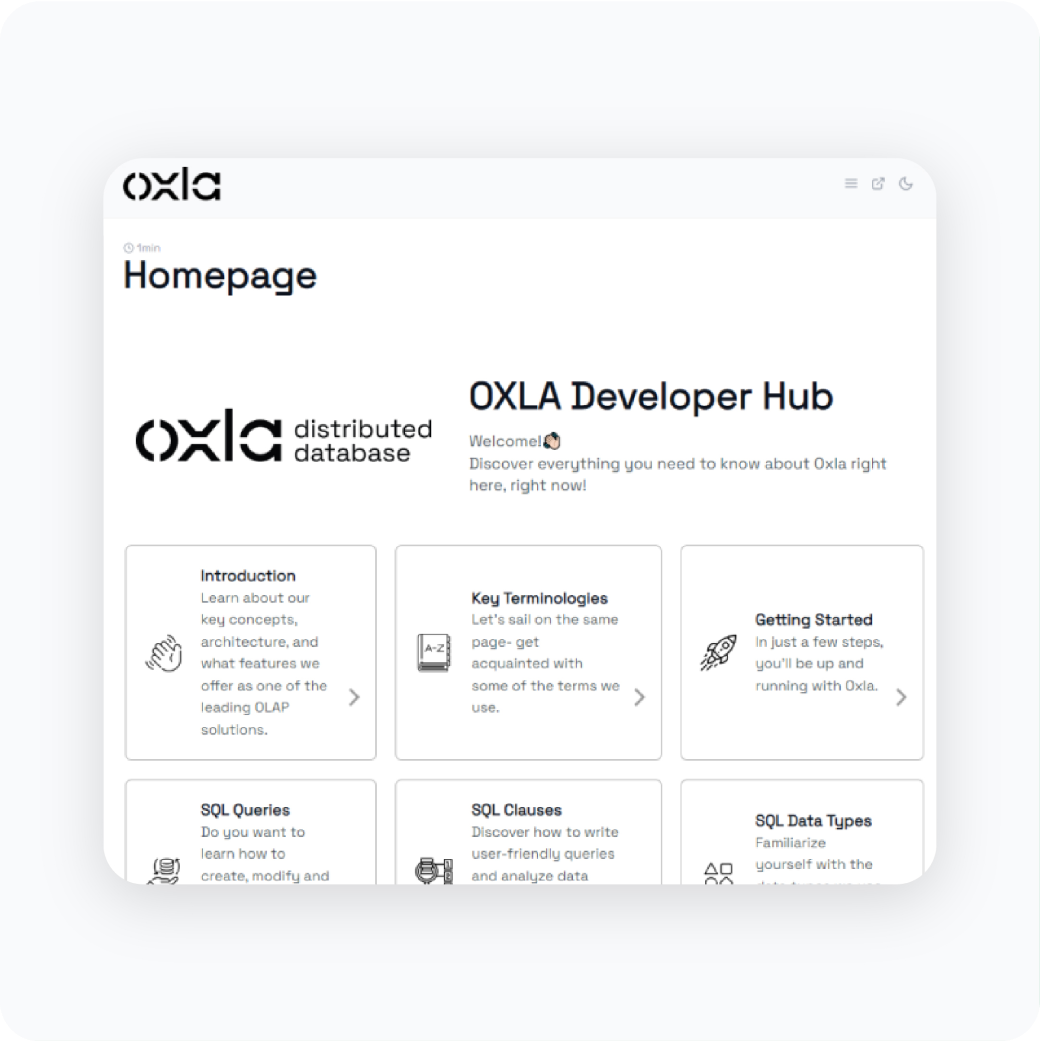 oxla
1min
Homepage
oxla distributed
database
OXLA Developer Hub
Welcome!👋🏻
Discover everything you need to know about Oxla right
here, right now!
Introduction
Learn about our
key concepts,
architecture, and
what features we
offer as one of the
leading OLAP
solutions.
Key Terminologies
Let's sail on the same
page- get
acquainted with
some of the terms we
use.
A-Z
Getting Started
In just a few steps,
you'll be up and
running with Oxla.
SQL Queries
Do you want to
learn how to
create, modify and
SQL Clauses
Discover how to write
user-friendly queries
and analyze data
SQL Data Types
Familiarize
yourself with the